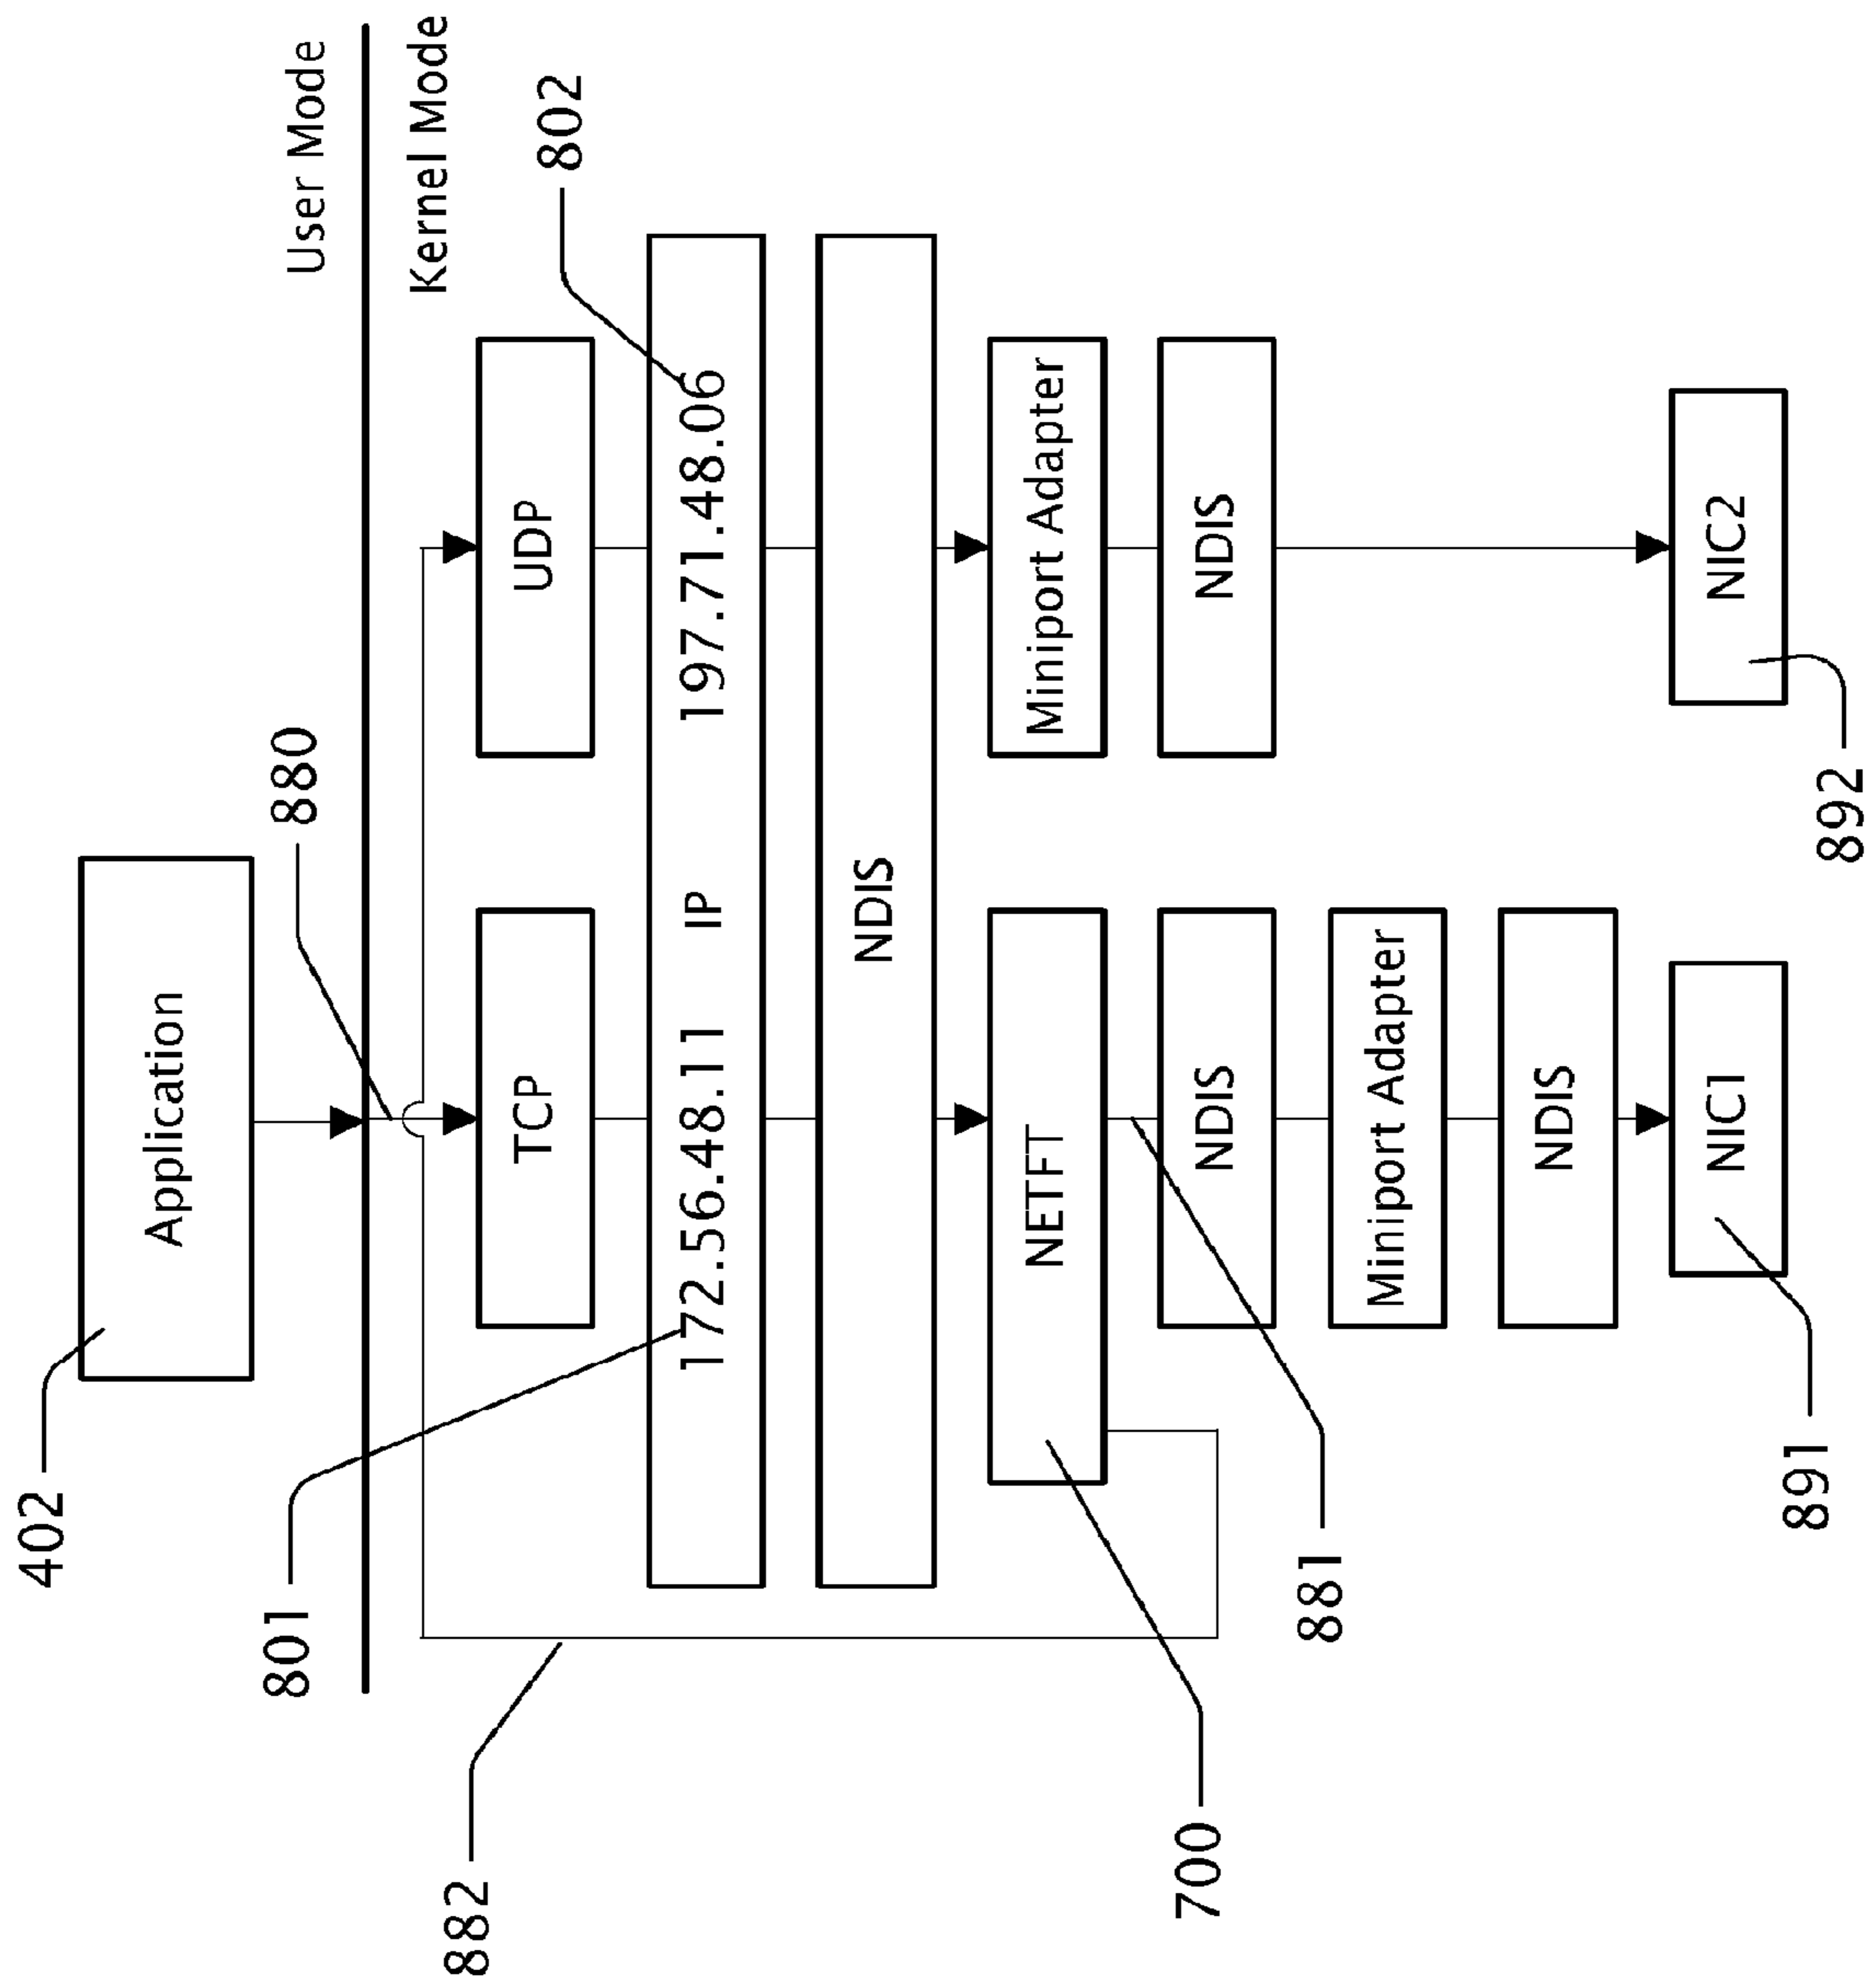 402
Application
880
User Mode
Kernel Mode
801
882
TCP
UDP
802
172.56.48.11 IP 197.71.48.06
NDIS
NETFT
Miniport Adapter
700
881
NDIS
NDIS
Miniport Adapter
NDIS
NIC1
NIC2
891
892